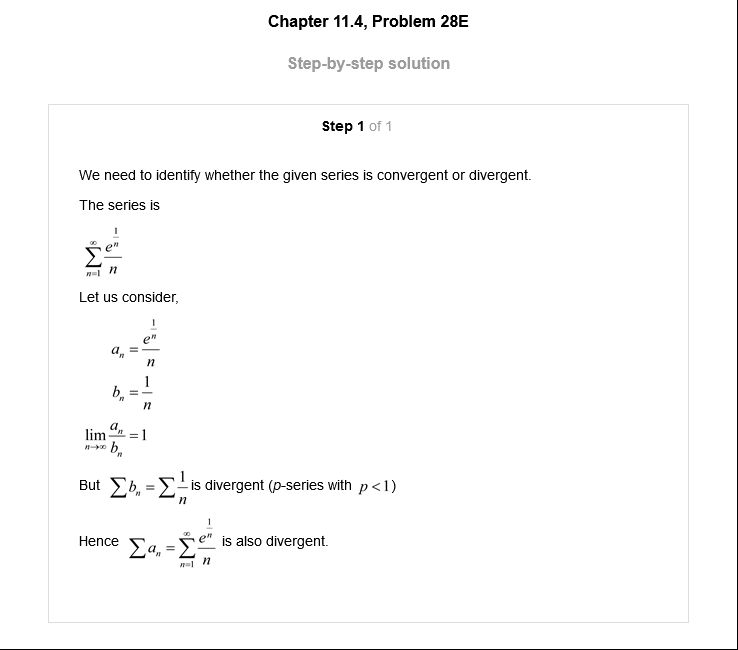 Chapter 11.4, Problem 28E
Step-by-step solution
Step 1 of 1
We need to identify whether the given series is convergent or divergent.
The series is
$\sum_{n=1}^{\infty} \frac{e^{\frac{1}{n}}}{n}$
Let us consider,
$a_n = \frac{e^{\frac{1}{n}}}{n}$
$b_n = \frac{1}{n}$
$\lim_{n \to \infty} \frac{a_n}{b_n} = 1$
But $\sum b_n = \sum \frac{1}{n}$ is divergent (p-series with $p < 1$)
Hence $\sum a_n = \sum_{n=1}^{\infty} \frac{e^{\frac{1}{n}}}{n}$ is also divergent.